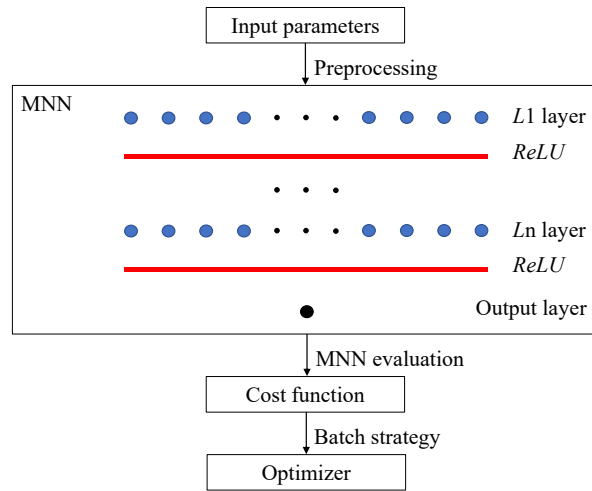 Input parameters
Preprocessing
MNN
L1 layer
ReLU
Ln layer
ReLU
Output layer
MNN evaluation
Cost function
Batch strategy
Optimizer